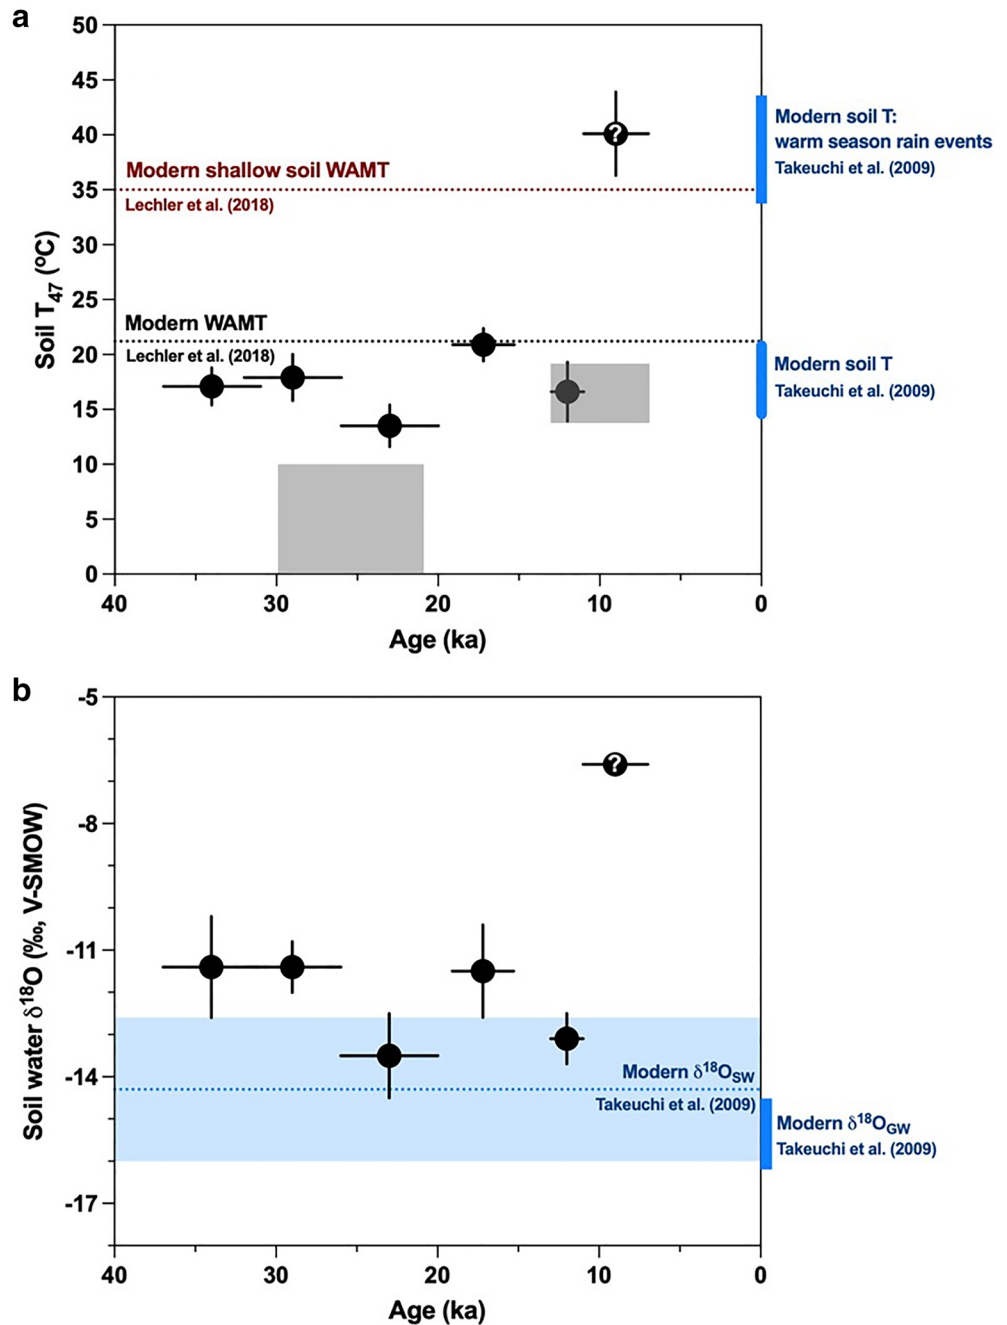 a
50
45
40
35
30
25
20
15
10
5
0
Soil T47 (ºC)
?
Modern soil T:
warm season rain events
Takeuchi et al. (2009)
Modern shallow soil WAMT
Lechler et al. (2018)
Modern WAMT
Lechler et al. (2018)
Modern soil T
Takeuchi et al. (2009)
40 30 20 10 0
Age (ka)
b
-5
-8
-11
-14
-17
Soil water δ18O (‰, V-SMOW)
?
Modern δ18OSW
Takeuchi et al. (2009)
Modern δ18OGW
Takeuchi et al. (2009)
40 30 20 10 0
Age (ka)